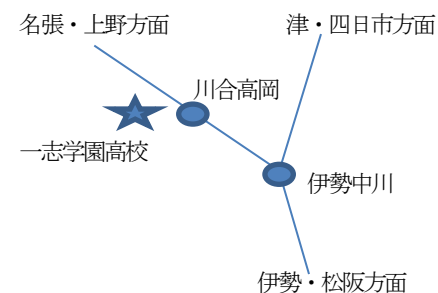 名張・上野方面
津・四日市方面
川合高岡
一志学園高校
伊勢中川
伊勢・松阪方面